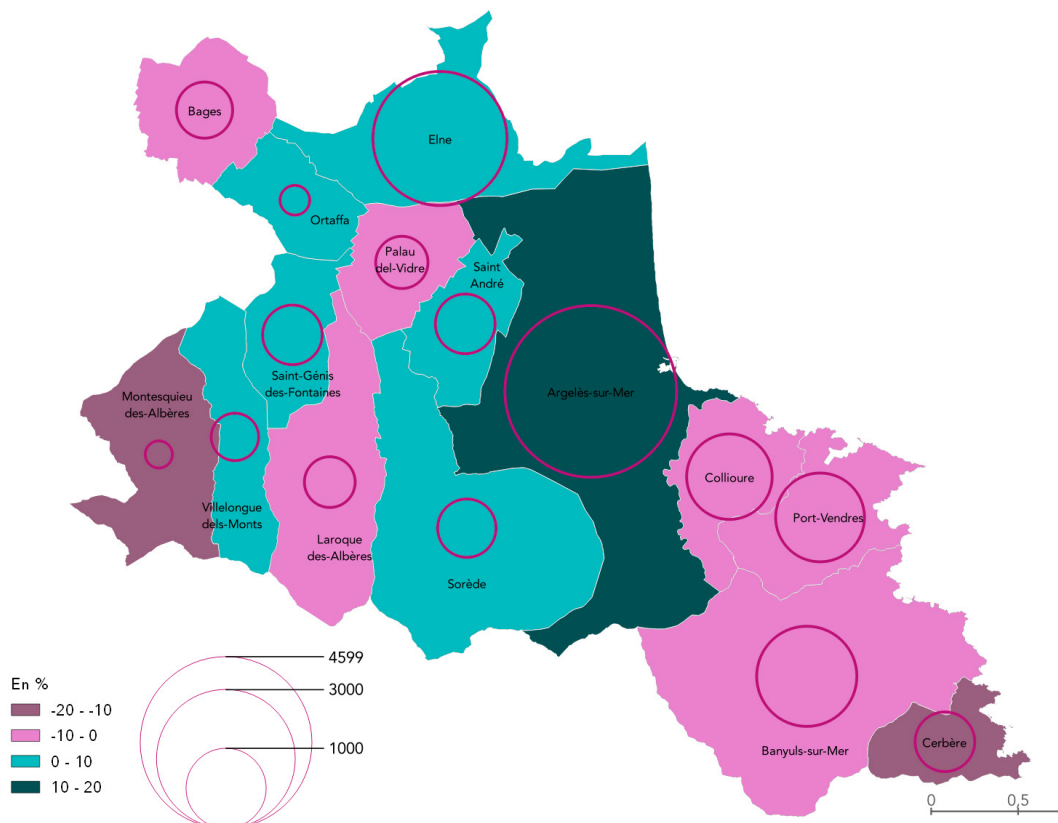 Bages
Elne
Ortaffa
Palau
del-Vidre
Saint
André
Saint-Génis
des-Fontaines
Montesquieu
des-Albères
Argelès-sur-Mer
Collioure
Port-Vendres
Villelongue
dels-Monts
Laroque
des-Albères
Sorède
Banyuls-sur-Mer
Cerbère
En %
-20 - -10
-10 - 0
0 - 10
10 - 20
4599
3000
1000
0 0,5